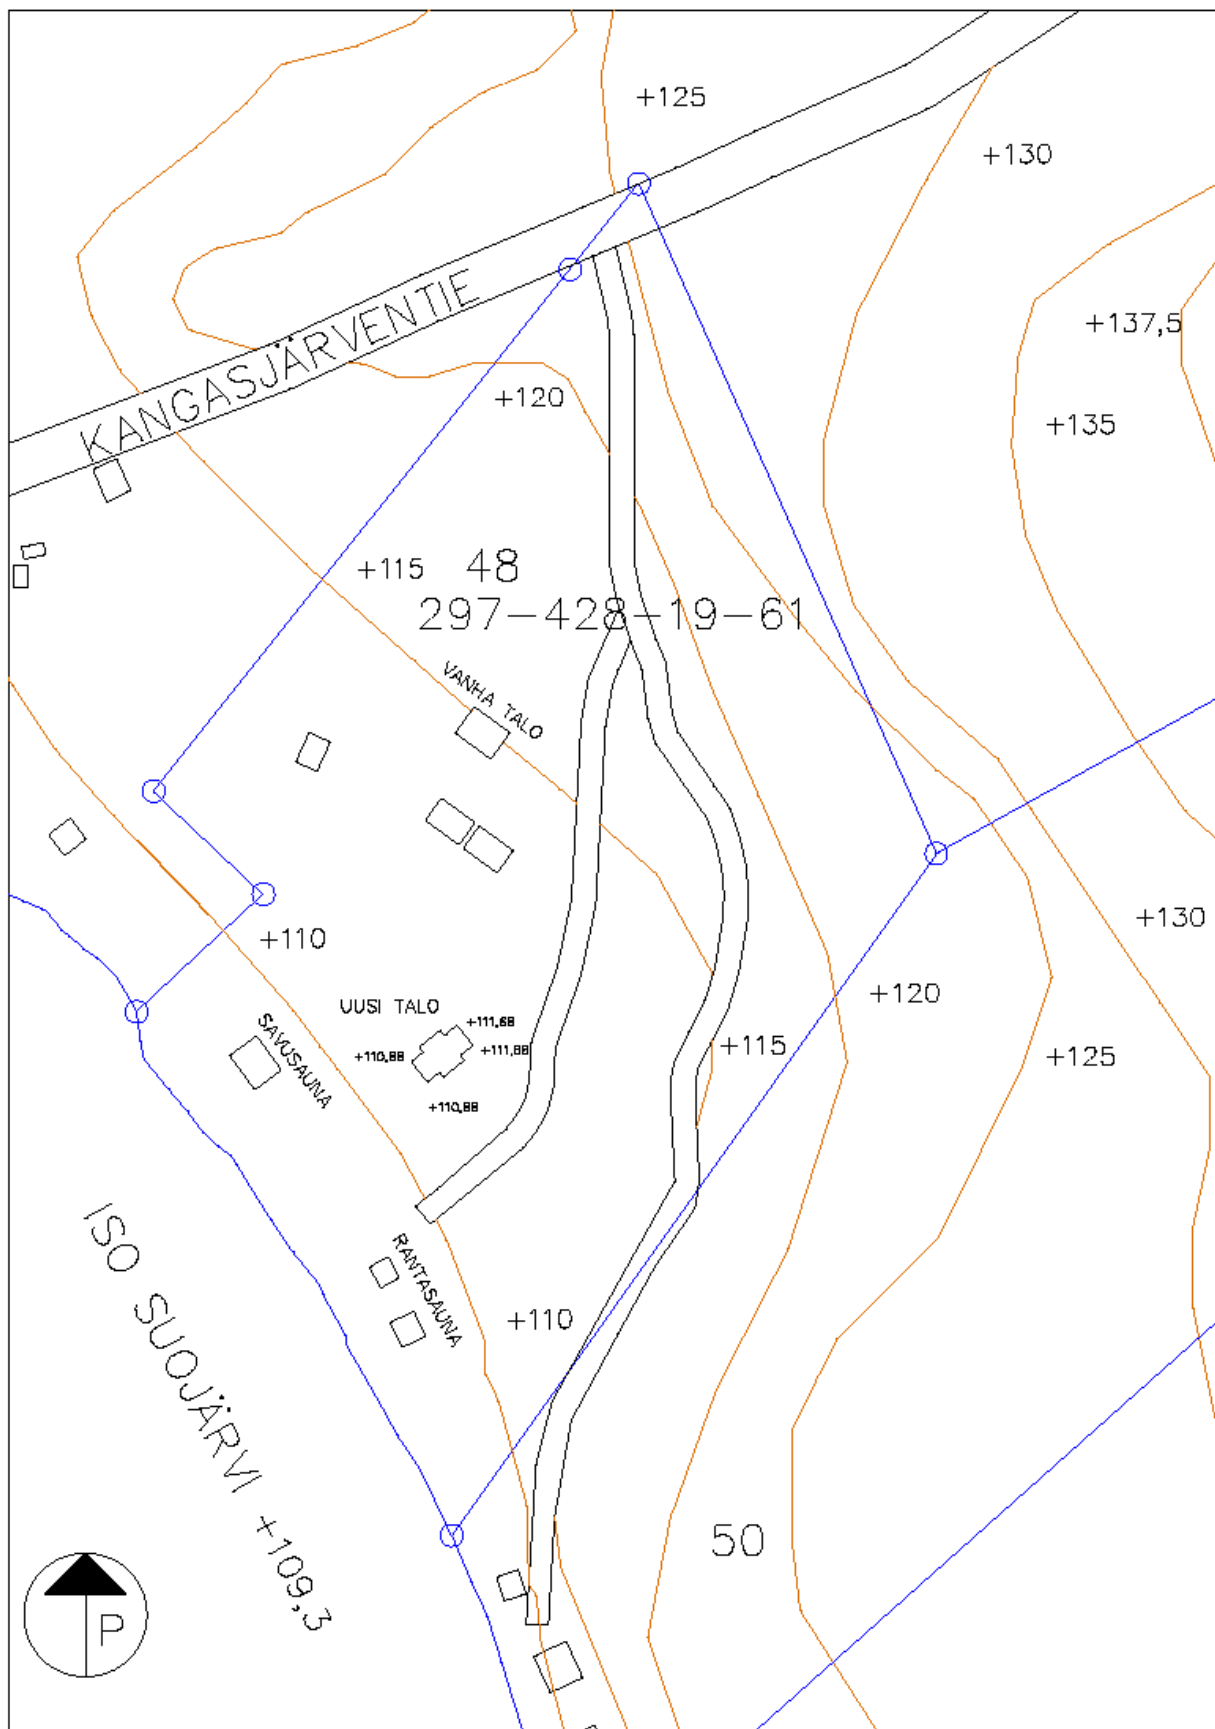 +125
+130
KANGASJÄRVENTIE
+137,5
+120
+135
+115
48
297-428-19-61
VANHA TALO
+130
+110
+120
UUSI TALO
+111,68
+110,88
+111,88
+115
+125
SAVUSAUNA
+110,88
ISO SUOJÄRVI +109,3
RANTASAUNA
+110
50
P